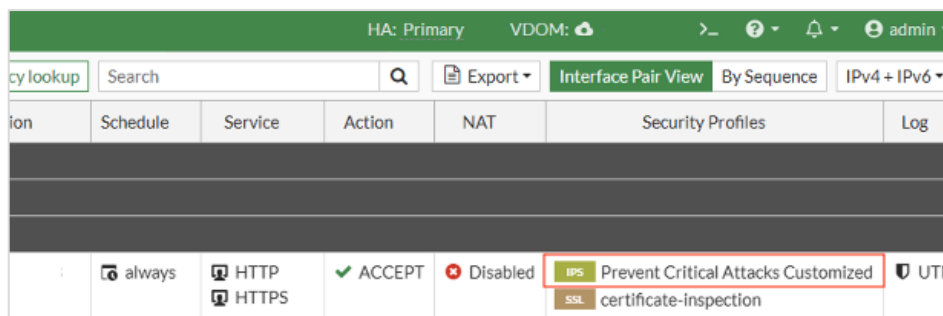 HA: Primary VDOM: >_ admin
cy lookup Search Export Interface Pair View By Sequence IPv4 + IPv6
ion Schedule Service Action NAT Security Profiles Log
always HTTP ACCEPT Disabled IPS Prevent Critical Attacks Customized UT
HTTPS SSL certificate-inspection